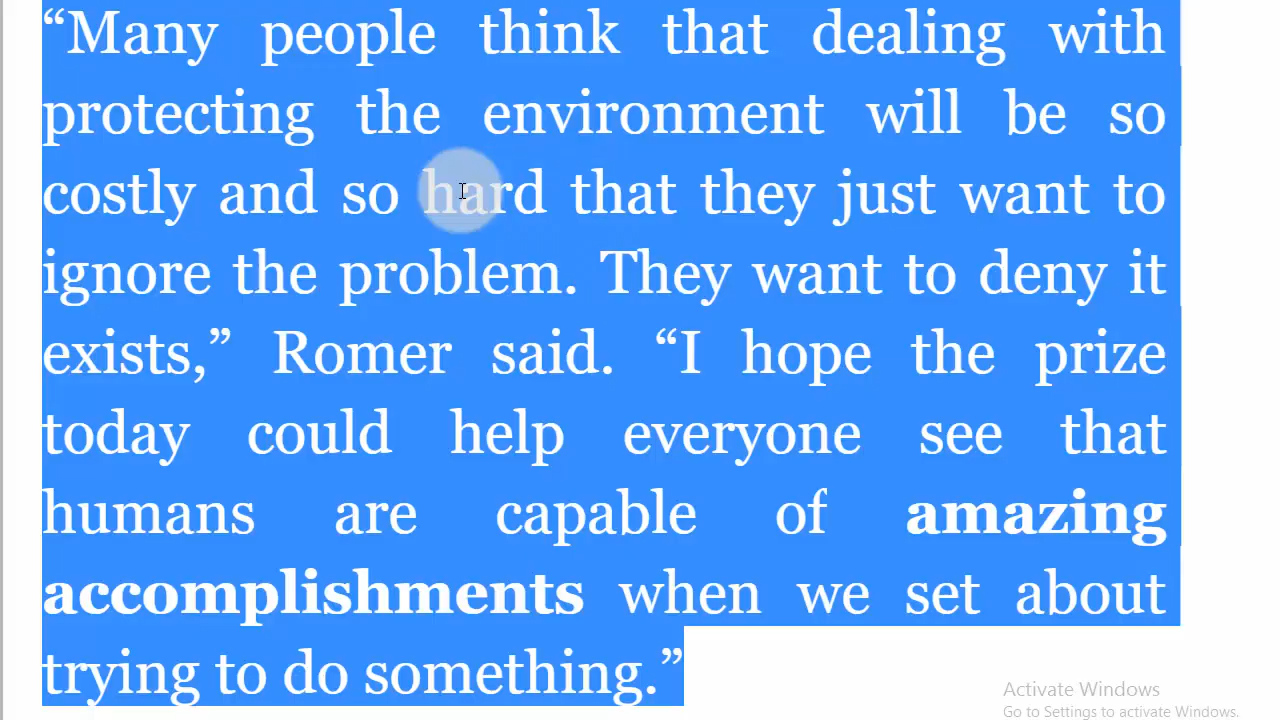 “Many people think that dealing with
protecting the environment will be so
costly and so hard that they just want to
ignore the problem. They want to deny it
exists,” Romer said. “I hope the prize
today could help everyone see that
humans are capable of amazing
accomplishments when we set about
trying to do something.”
Activate Windows
Go to Settings to activate Windows.